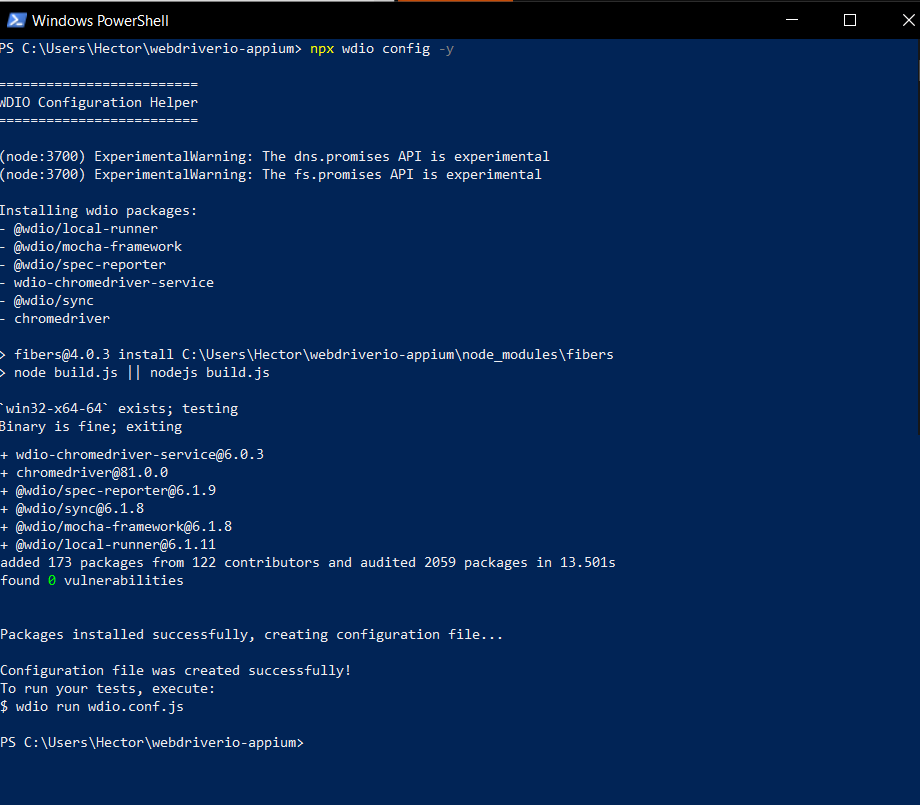 Windows PowerShell
PS C:\Users\Hector\webdriverio-appium> npx wdio config -y
=========================
WDIO Configuration Helper
=========================
(node:3700) ExperimentalWarning: The dns.promises API is experimental
(node:3700) ExperimentalWarning: The fs.promises API is experimental
Installing wdio packages:
- @wdio/local-runner
- @wdio/mocha-framework
- @wdio/spec-reporter
- wdio-chromedriver-service
- @wdio/sync
- chromedriver
> fibers@4.0.3 install C:\Users\Hector\webdriverio-appium\node_modules\fibers
> node build.js || nodejs build.js
`win32-x64-64` exists; testing
Binary is fine; exiting
+ wdio-chromedriver-service@6.0.3
+ chromedriver@81.0.0
+ @wdio/spec-reporter@6.1.9
+ @wdio/sync@6.1.8
+ @wdio/mocha-framework@6.1.8
+ @wdio/local-runner@6.1.11
added 173 packages from 122 contributors and audited 2059 packages in 13.501s
found 0 vulnerabilities
Packages installed successfully, creating configuration file...
Configuration file was created successfully!
To run your tests, execute:
$ wdio run wdio.conf.js
PS C:\Users\Hector\webdriverio-appium>